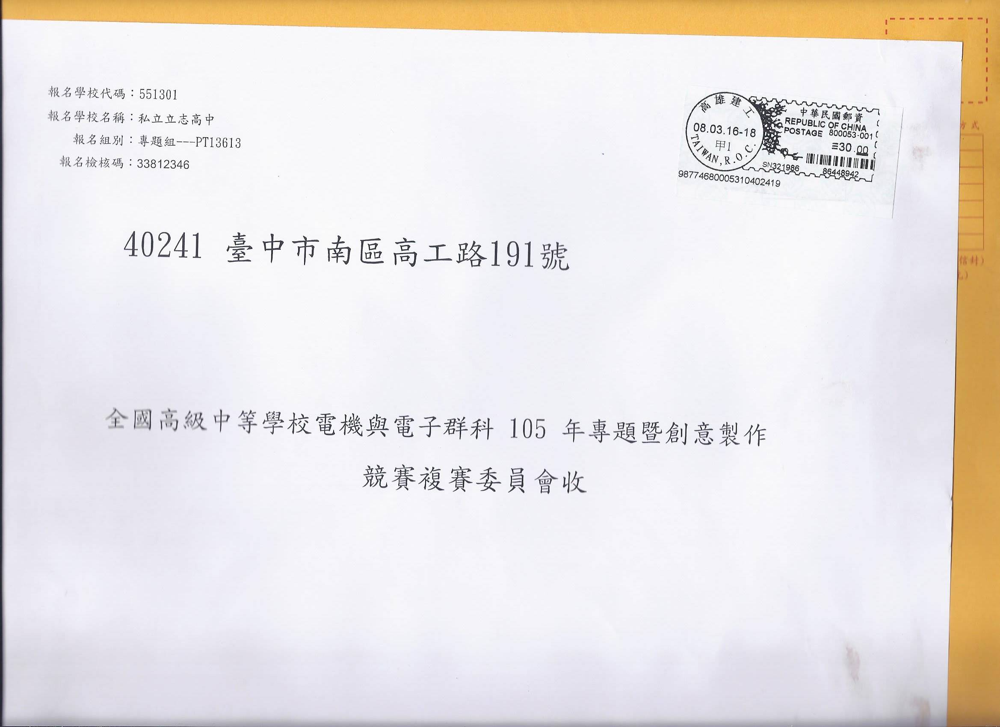 報名學校代碼：551301
報名學校名稱：私立立志高中
報名組別：專題組---PT13613
報名檢核碼：33812346
高雄建工
08.03.16-18
甲1
TAIWAN, R.O.C.
中華民國郵資
REPUBLIC OF CHINA
POSTAGE 800053-001
≡30.00
SN321986 86448942
98774680005310402419
方式
40241 臺中市南區高工路191號
信封)
)
全國高級中等學校電機與電子群科 105 年專題暨創意製作
競賽複賽委員會收